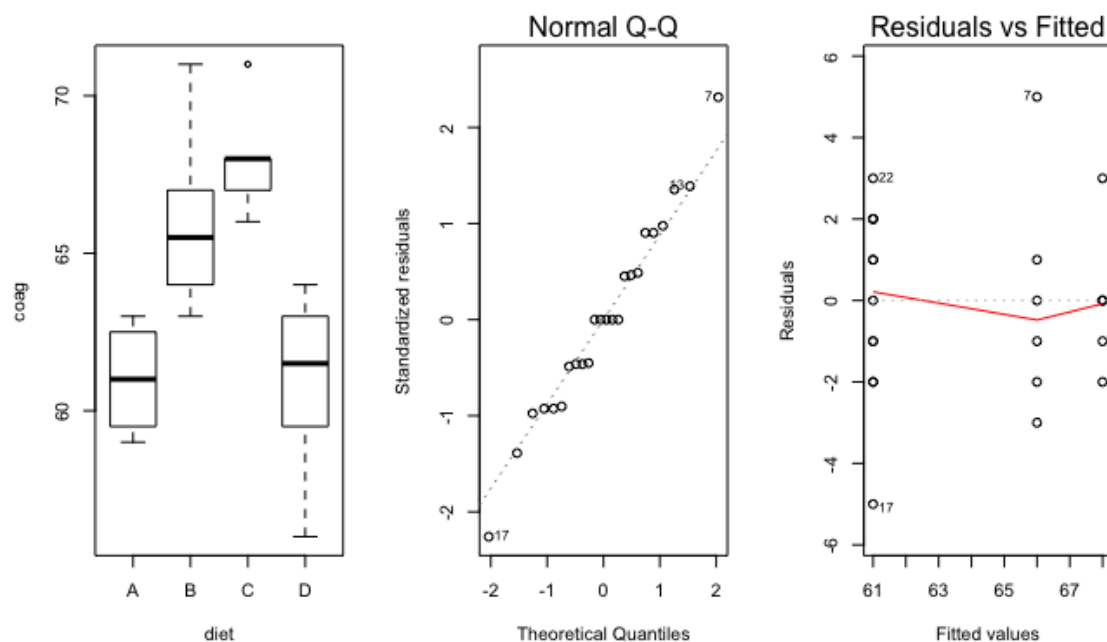 Normal Q-Q
Residuals vs Fitted
coag
70
65
60
A B C D
diet
Standardized residuals
2
1
0
-1
-2
7
13
17
-2 -1 0 1 2
Theoretical Quantiles
Residuals
6
4
2
0
-2
-4
-6
7
22
17
61 63 65 67
Fitted values